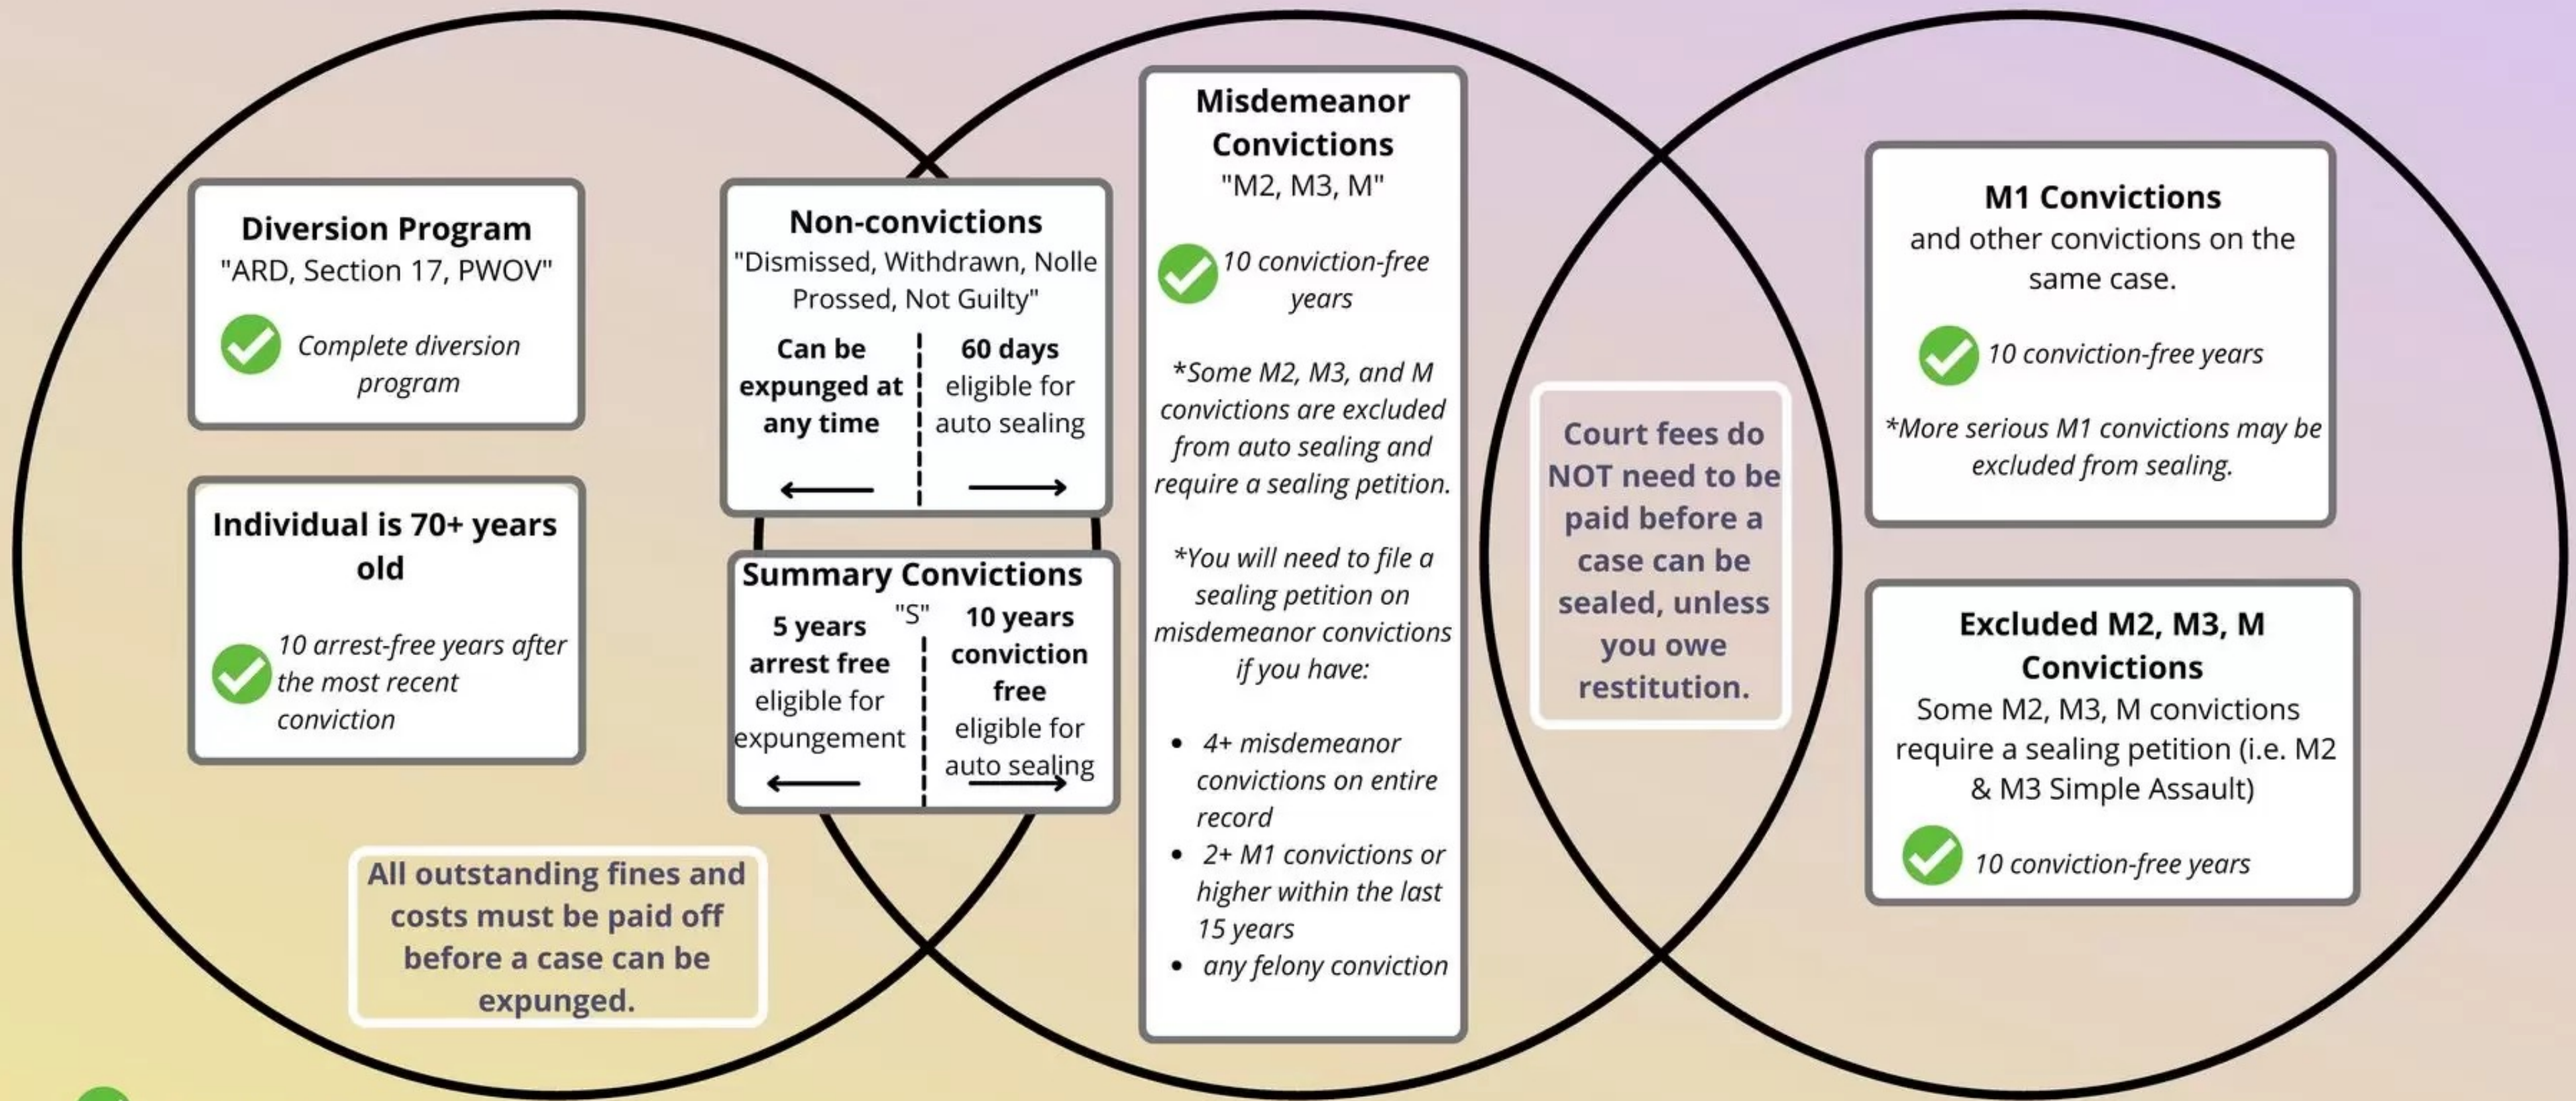 Diversion Program
"ARD, Section 17, PWOV"
Complete diversion
program
Individual is 70+ years
old
10 arrest-free years after
the most recent
conviction
All outstanding fines and
costs must be paid off
before a case can be
expunged.
Non-convictions
"Dismissed, Withdrawn, Nolle
Prossed, Not Guilty"
Can be
expunged at
any time
60 days
eligible for
auto sealing
Summary Convictions
"S"
5 years
arrest free
eligible for
expungement
10 years
conviction
free
eligible for
auto sealing
Misdemeanor
Convictions
"M2, M3, M"
10 conviction-free
years
*Some M2, M3, and M
convictions are excluded
from auto sealing and
require a sealing petition.
*You will need to file a
sealing petition on
misdemeanor convictions
if you have:
• 4+ misdemeanor
convictions on entire
record
• 2+ M1 convictions or
higher within the last
15 years
• any felony conviction
Court fees do
NOT need to be
paid before a
case can be
sealed, unless
you owe
restitution.
M1 Convictions
and other convictions on the
same case.
10 conviction-free years
*More serious M1 convictions may be
excluded from sealing.
Excluded M2, M3, M
Convictions
Some M2, M3, M convictions
require a sealing petition (i.e. M2
& M3 Simple Assault)
10 conviction-free years